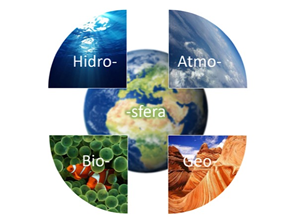 Hidro-
Atmo-
-sfera
Bio-
Geo-